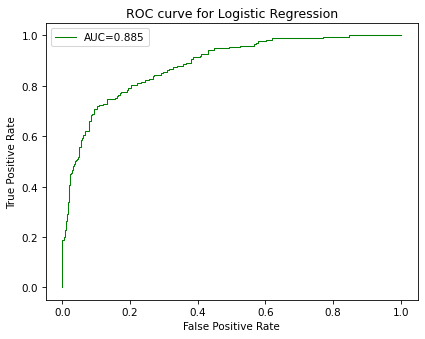 ROC curve for Logistic Regression
AUC=0.885
True Positive Rate
1.0
0.8
0.6
0.4
0.2
0.0
0.0 0.2 0.4 0.6 0.8 1.0
False Positive Rate